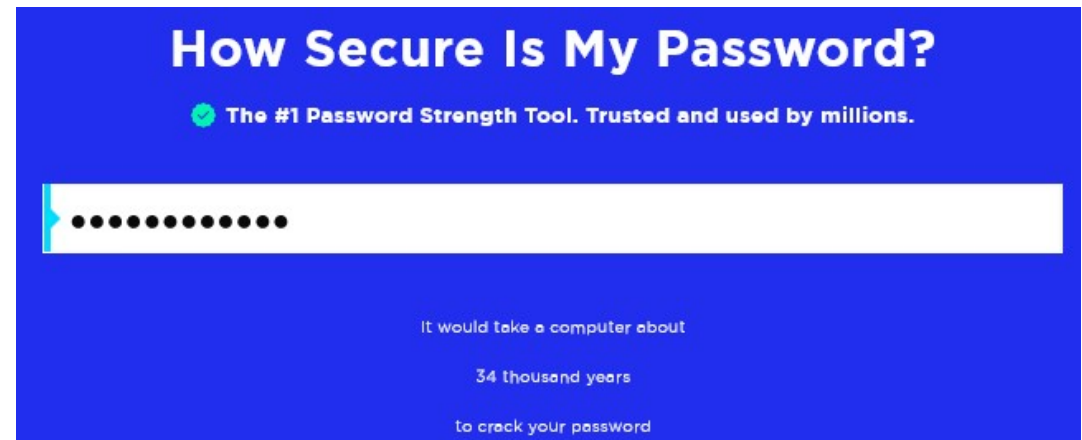 How Secure Is My Password?
The #1 Password Strength Tool. Trusted and used by millions.
●●●●●●●●●●●●
It would take a computer about
34 thousand years
to crack your password